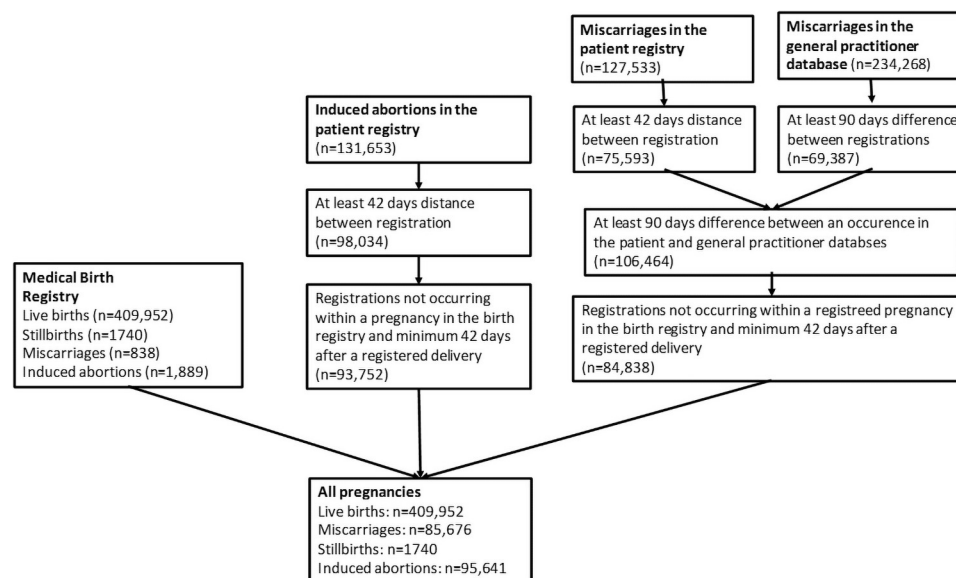 Miscarriages in the
patient registry
(n=127,533)
Miscarriages in the
general practitioner
database (n=234,268)
Induced abortions in the
patient registry
(n=131,653)
At least 42 days distance
between registration
(n=75,593)
At least 90 days difference
between registrations
(n=69,387)
At least 42 days distance
between registration
(n=98,034)
At least 90 days difference between an occurence in
the patient and general practitioner databses
(n=106,464)
Medical Birth
Registry
Live births (n=409,952)
Stillbirths (n=1740)
Miscarriages (n=838)
Induced abortions (n=1,889)
Registrations not occurring
within a pregnancy in the birth
registry and minimum 42 days
after a registered delivery
(n=93,752)
Registrations not occurring within a registreed pregnancy
in the birth registry and minimum 42 days after a
registered delivery
(n=84,838)
All pregnancies
Live births: n=409,952
Miscarriages: n=85,676
Stillbirths: n=1740
Induced abortions: n=95,641